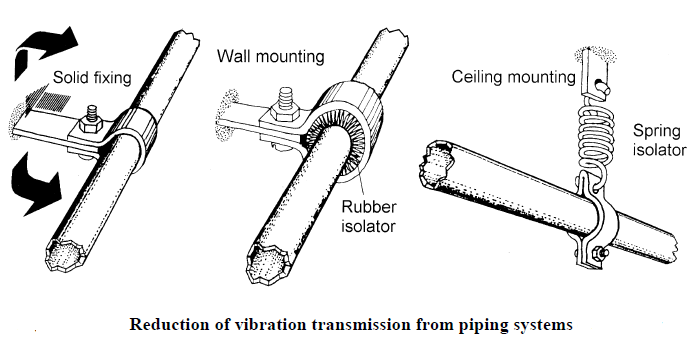 Solid fixing
Wall mounting
Rubber
isolator
Ceiling mounting
Spring
isolator
Reduction of vibration transmission from piping systems